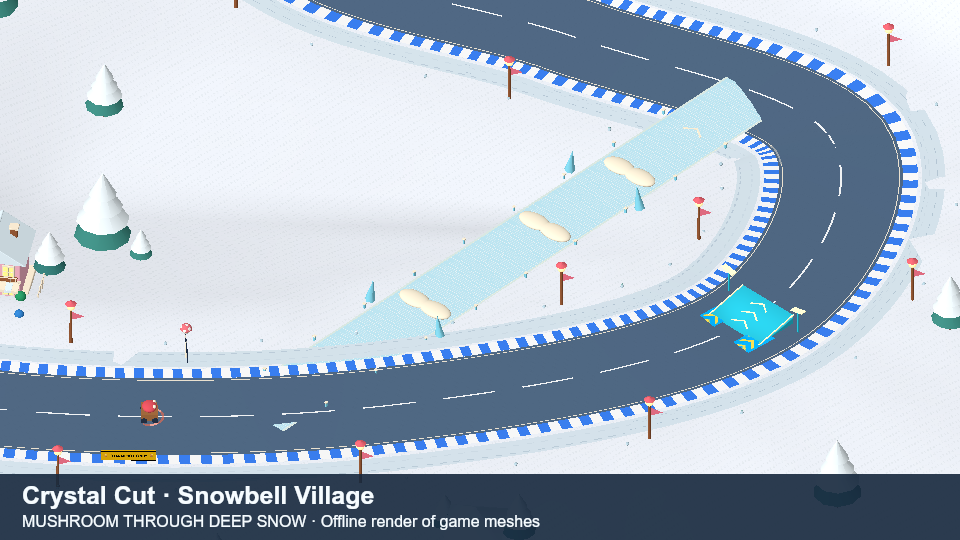 Crystal Cut · Snowbell Village
MUSHROOM THROUGH DEEP SNOW · Offline render of game meshes